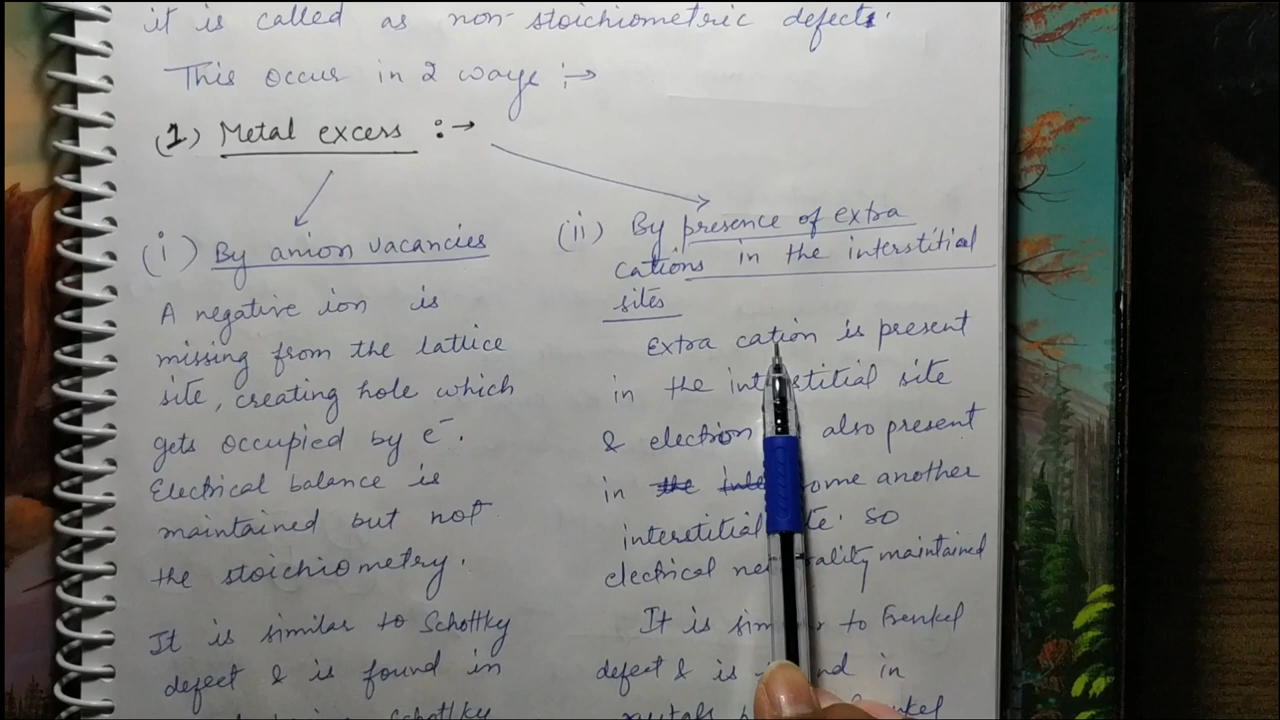 it is called as non-stoichiometric defect.
This occur in 2 ways :→
(1) Metal excess :→
(i) By anion vacancies
A negative ion is
missing from the lattice
site, creating hole which
gets occupied by e⁻.
Electrical balance is
maintained but not
the stoichiometry.
It is similar to Schottky
defect & is found in
Schottky
(ii) By presence of extra
cations in the interstitial
sites
Extra cation is present
in the interstitial site
& electron also present
in some another
interstitial site. so
electrical neutrality maintained
It is similar to Frenkel
defect & is found in
Frenkel